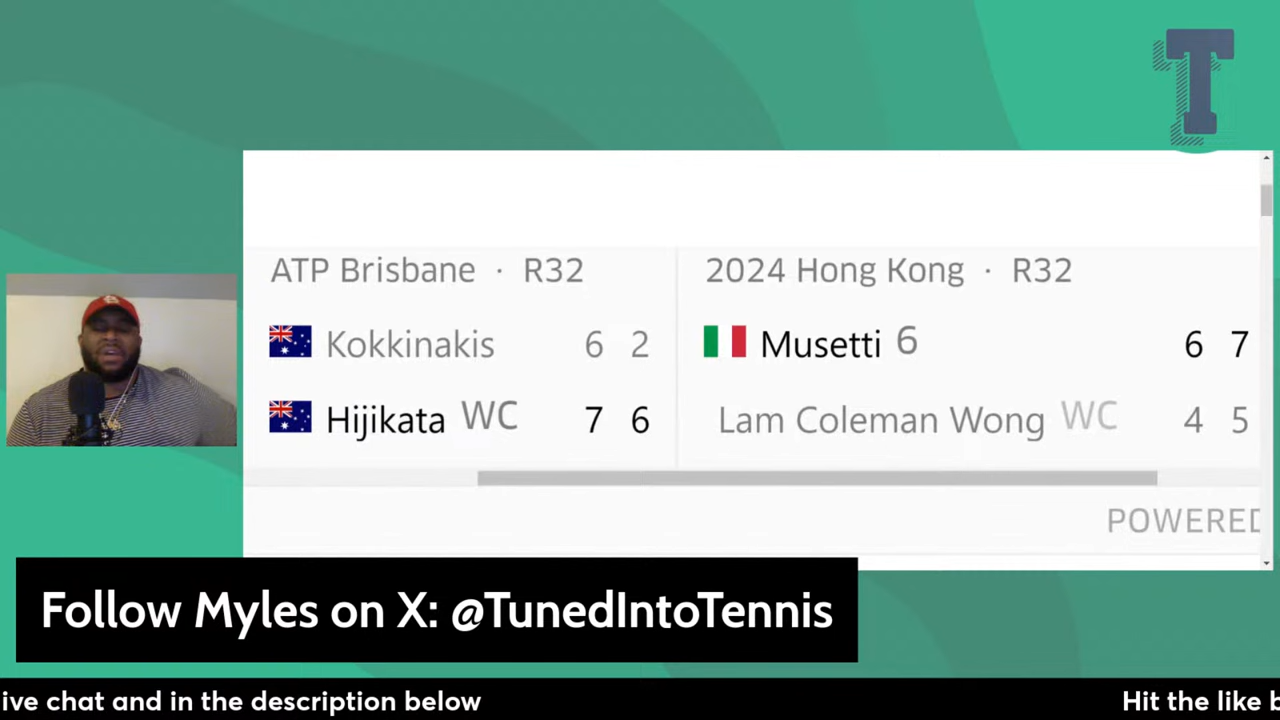 T
ATP Brisbane · R32
Kokkinakis 6 2
Hijikata WC 7 6
2024 Hong Kong · R32
Musetti 6 6 7
Lam Coleman Wong WC 4 5
POWERED
Follow Myles on X: @TunedIntoTennis
ive chat and in the description below
Hit the like b